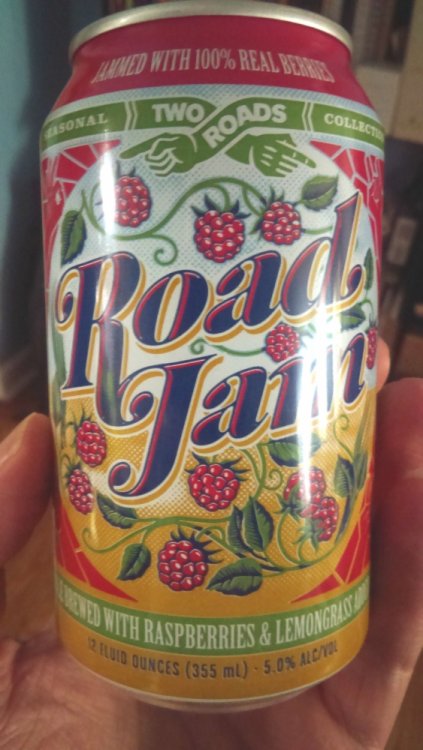 JAMMED WITH 100% REAL BERRIES
SEASONAL TWO ROADS COLLECTION
Road
Jam
BREWED WITH RASPBERRIES & LEMONGRASS
12 FLUID OUNCES (355 mL) · 5.0% ALC/VOL